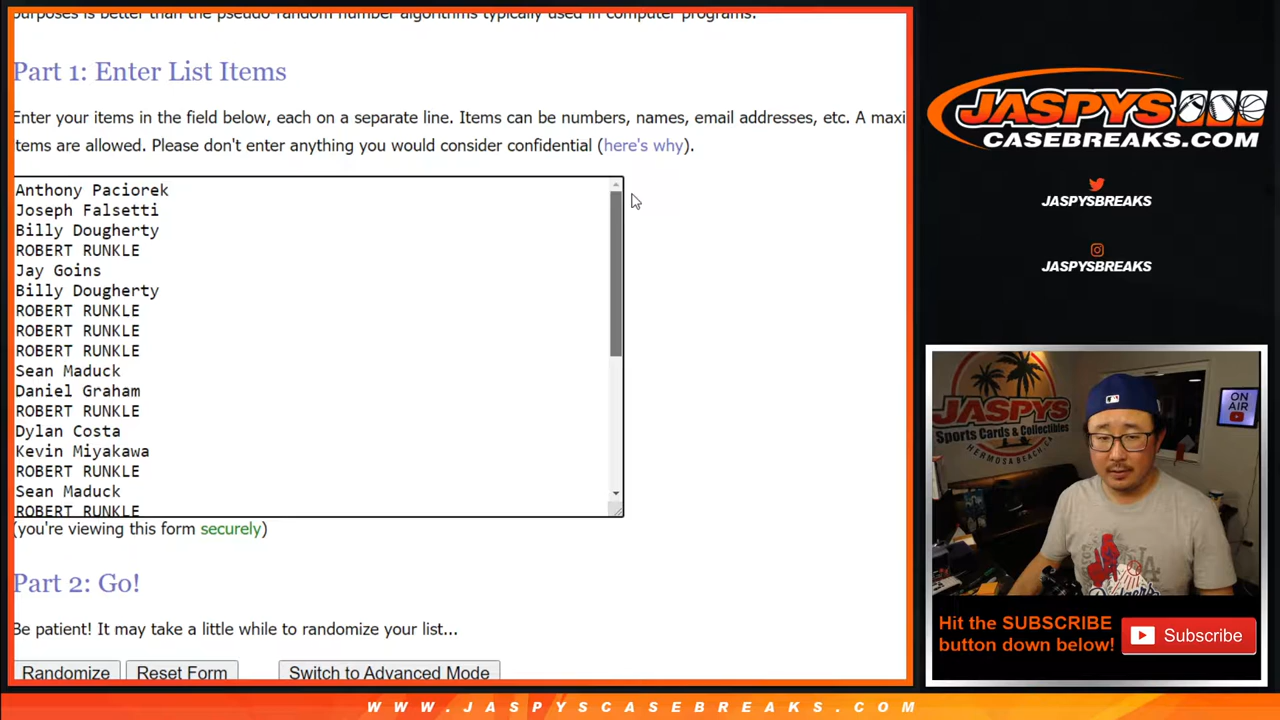 purposes is better than the pseudo-random number algorithms typically used in computer programs.
Part 1: Enter List Items
Enter your items in the field below, each on a separate line. Items can be numbers, names, email addresses, etc. A maxi
items are allowed. Please don't enter anything you would consider confidential (here's why).
Anthony Paciorek
Joseph Falsetti
Billy Dougherty
ROBERT RUNKLE
Jay Goins
Billy Dougherty
ROBERT RUNKLE
ROBERT RUNKLE
ROBERT RUNKLE
Sean Maduck
Daniel Graham
ROBERT RUNKLE
Dylan Costa
Kevin Miyakawa
ROBERT RUNKLE
Sean Maduck
ROBERT RUNKLE
(you're viewing this form securely)
Part 2: Go!
Be patient! It may take a little while to randomize your list...
Randomize
Reset Form
Switch to Advanced Mode
JASPYS
CASEBREAKS.COM
JASPYSBREAKS
JASPYSBREAKS
JASPYS
Sports Cards & Collectibles
HERMOSA BEACH, CA
ON
AIR
Dodgers
Hit the SUBSCRIBE
button down below!
Subscribe
WWW.JASPYSCASEBREAKS.COM